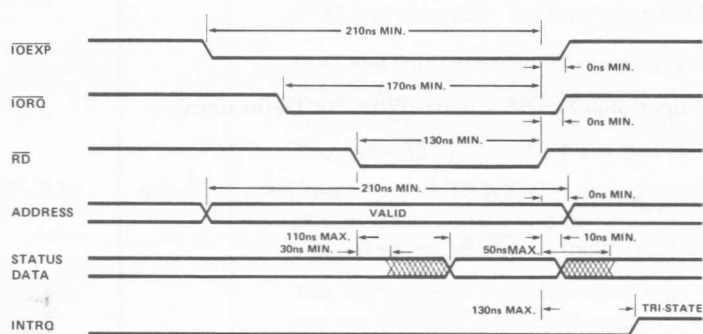 210ns MIN.
IOEXP
0ns MIN.
170ns MIN.
IORQ
0ns MIN.
130ns MIN.
RD
210ns MIN.
0ns MIN.
ADDRESS
VALID
110ns MAX.
10ns MIN.
30ns MIN.
50nsMAX.
STATUS
DATA
130ns MAX.
TRI-STATE
INTRQ